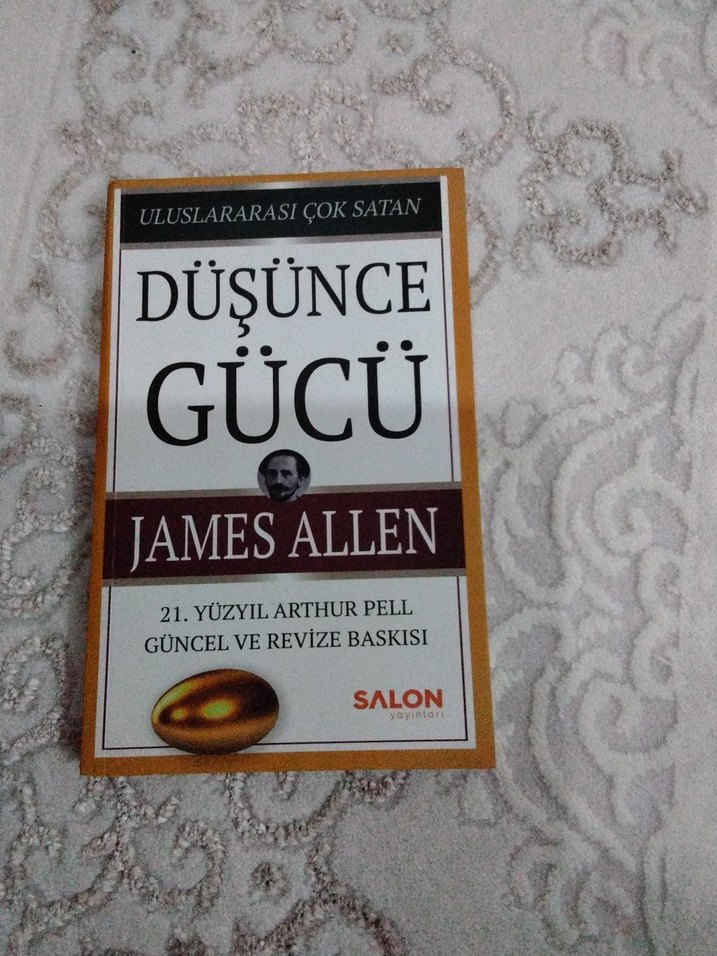 ULUSLARARASI ÇOK SATAN
DÜŞÜNCE
GÜCÜ
JAMES ALLEN
21. YÜZYIL ARTHUR PELL
GÜNCEL VE REVİZE BASKISI
SALON
yayınları